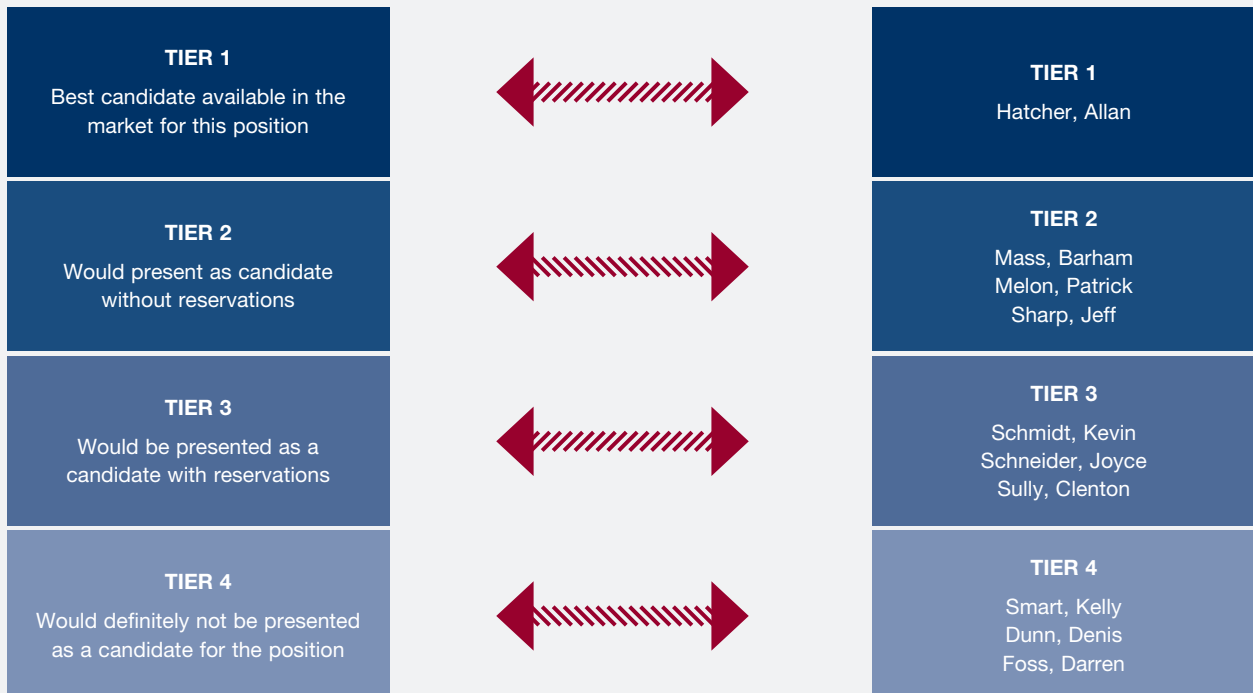 TIER 1
Best candidate available in the
market for this position
TIER 1
Hatcher, Allan
TIER 2
Would present as candidate
without reservations
TIER 2
Mass, Barham
Melon, Patrick
Sharp, Jeff
TIER 3
Would be presented as a
candidate with reservations
TIER 3
Schmidt, Kevin
Schneider, Joyce
Sully, Clenton
TIER 4
Would definitely not be presented
as a candidate for the position
TIER 4
Smart, Kelly
Dunn, Denis
Foss, Darren